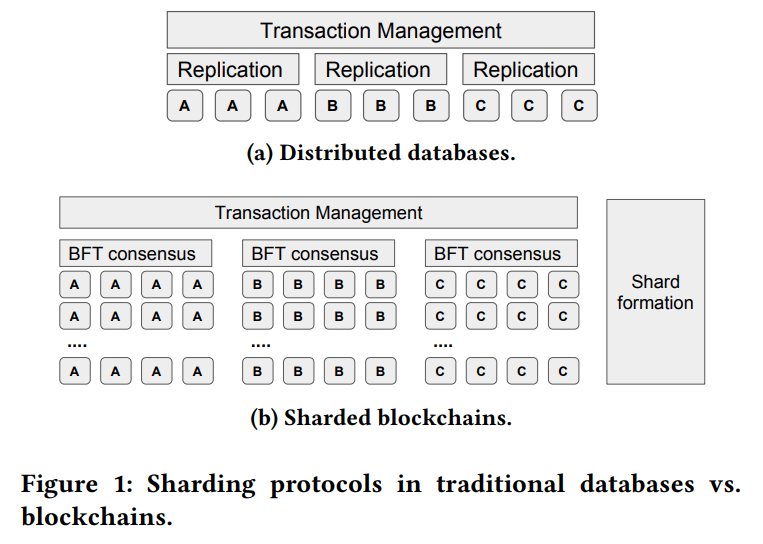 Transaction Management
Replication Replication Replication
A A A B B B C C C
(a) Distributed databases.
Transaction Management
BFT consensus BFT consensus BFT consensus
A A A A B B B B C C C C
A A A A B B B B C C C C
.... .... ....
A A A A B B B B C C C C
Shard
formation
(b) Sharded blockchains.
Figure 1: Sharding protocols in traditional databases vs.
blockchains.